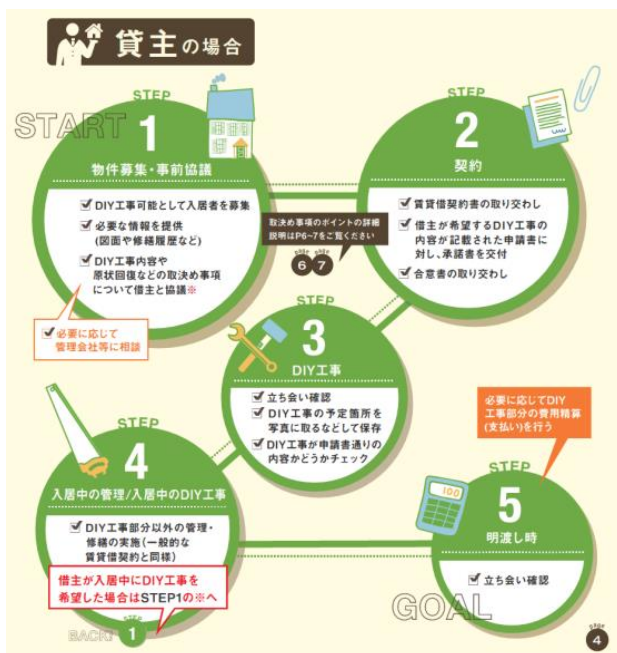 貸主の場合
START
STEP
1
物件募集・事前協議
DIY工事可能として入居者を募集
必要な情報を提供
(図面や修繕履歴など)
DIY工事内容や
原状回復などの取決め事項
について借主と協議※
必要に応じて
管理会社等に相談
STEP
2
契約
賃貸借契約書の取り交わし
借主が希望するDIY工事の
内容が記載された申請書に
対し、承諾書を交付
合意書の取り交わし
取決め事項のポイントの詳細
説明はP6~7をご覧ください
PAGE
6
PAGE
7
STEP
3
DIY工事
立ち会い確認
DIY工事の予定箇所を
写真に取るなどして保存
DIY工事が申請書通りの
内容かどうかチェック
STEP
4
入居中の管理/入居中のDIY工事
DIY工事部分以外の管理・
修繕の実施(一般的な
賃貸借契約と同様)
借主が入居中にDIY工事を
希望した場合はSTEP1の※へ
BACK!
STEP
1
必要に応じてDIY
工事部分の費用精算
(支払い)を行う
100
STEP
5
明渡し時
立ち会い確認
GOAL
PAGE
4